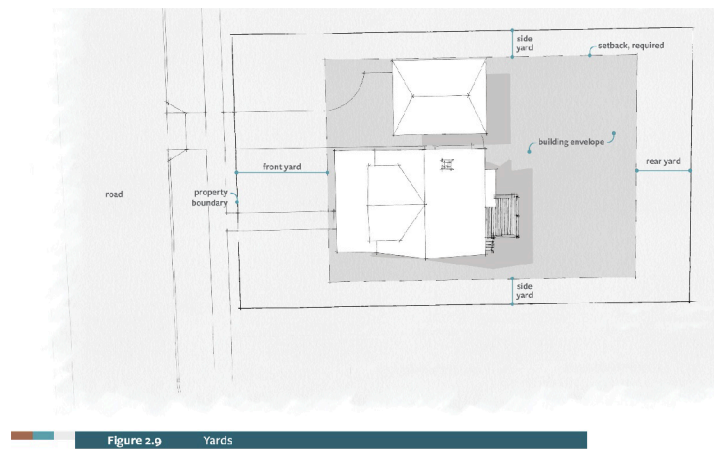 side
yard
setback, required
building envelope
front yard
rear yard
road
property
boundary
side
yard
Figure 2.9 Yards